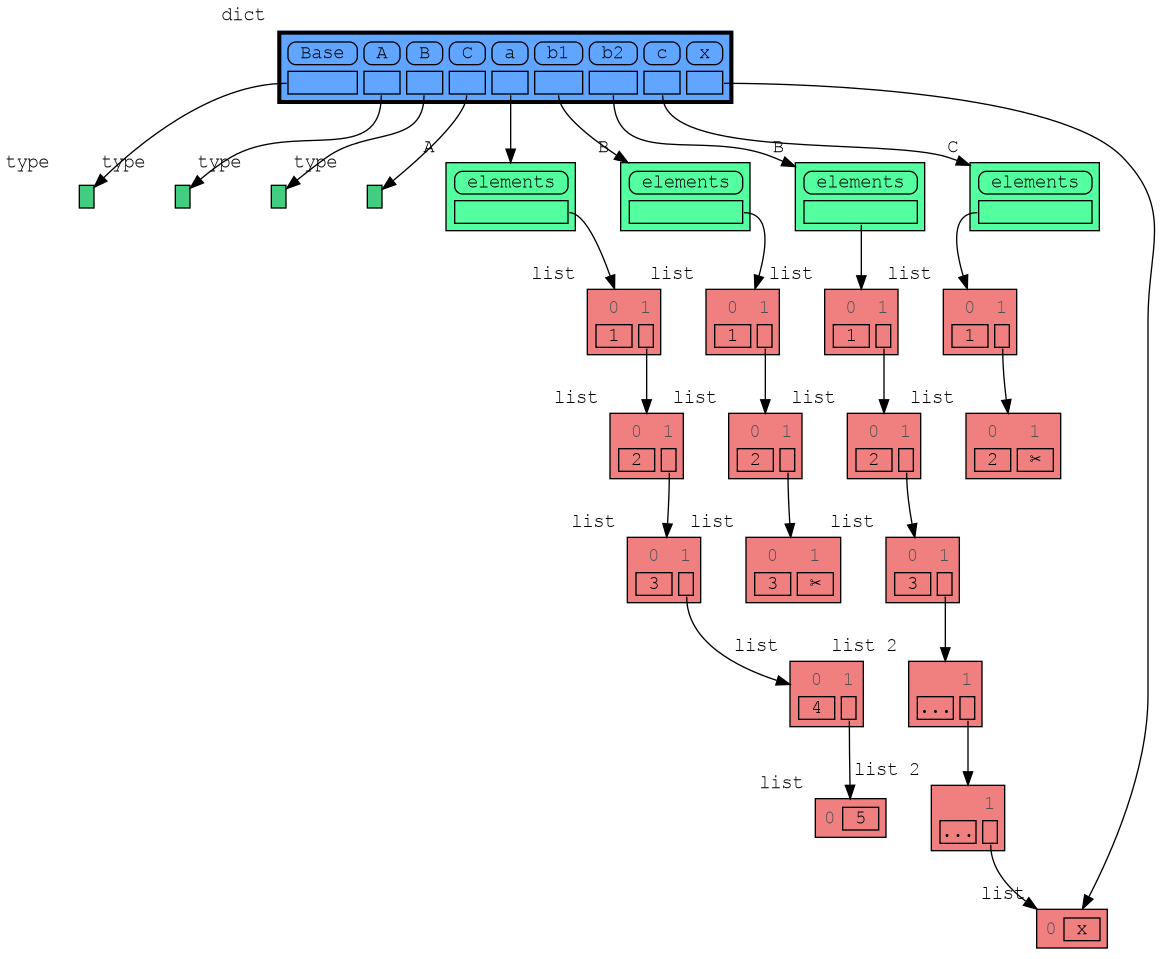 dict
Base A B C a b1 b2 c x
type type type type A B B C
elements elements elements elements
list list list list
0 1 0 1 0 1 0 1
1 1 1 1
list list list list
0 1 0 1 0 1 0 1
2 2 2 2 ✂
list list list
0 1 0 1 0 1
3 3 ✂ 3
list list 2
0 1 1
4 ...
list list 2
0 5 1
...
list
0 x